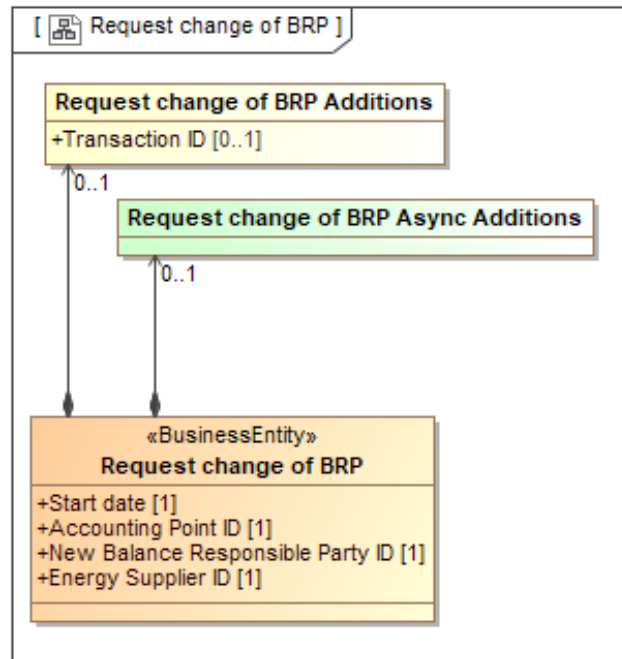 [ Request change of BRP ]
Request change of BRP Additions
+Transaction ID [0..1]
0..1
Request change of BRP Async Additions
0..1
«BusinessEntity»
Request change of BRP
+Start date [1]
+Accounting Point ID [1]
+New Balance Responsible Party ID [1]
+Energy Supplier ID [1]